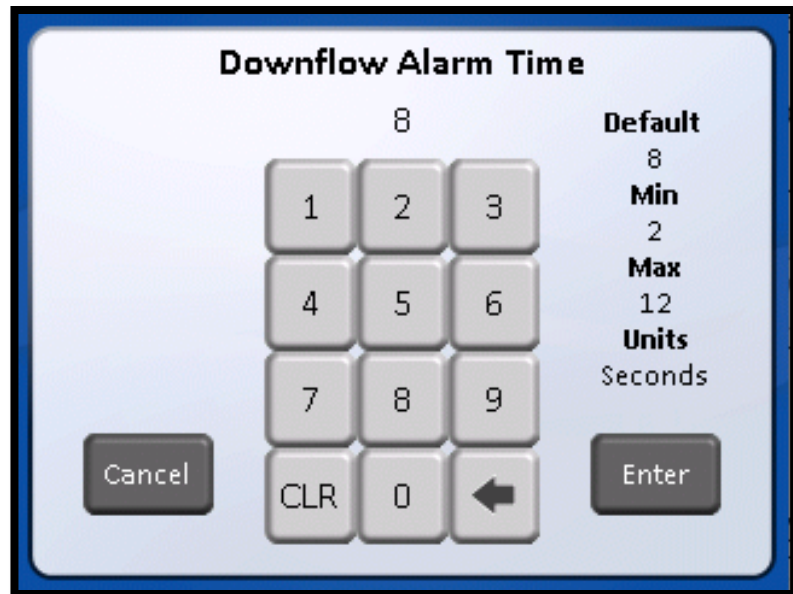 Downflow Alarm Time
8
Default
8
Min
2
Max
12
Units
Seconds
1 2 3
4 5 6
7 8 9
CLR 0
Cancel
Enter